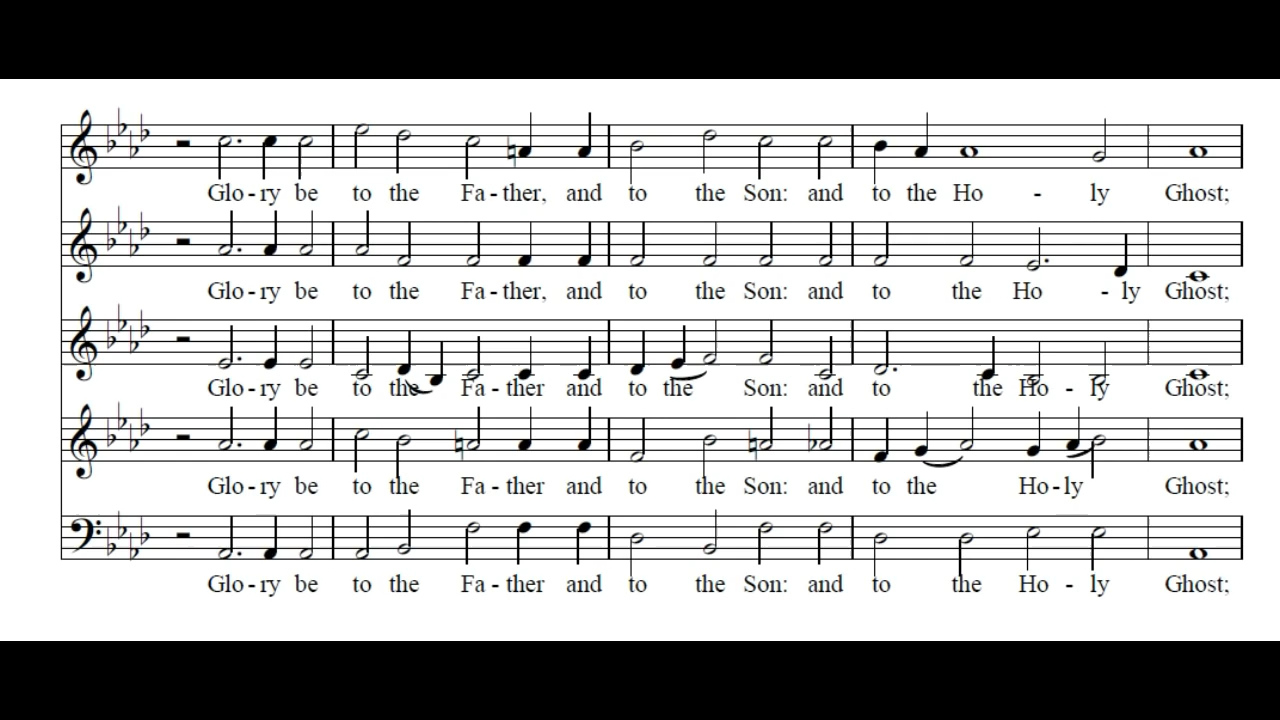 Glo - ry be to the Fa - ther, and to the Son: and to the Ho - ly Ghost;
Glo - ry be to the Fa - ther, and to the Son: and to the Ho - ly Ghost;
Glo - ry be to the Fa - ther and to the Son: and to the Ho - ly Ghost;
Glo - ry be to the Fa - ther and to the Son: and to the Ho - ly Ghost;
Glo - ry be to the Fa - ther and to the Son: and to the Ho - ly Ghost;